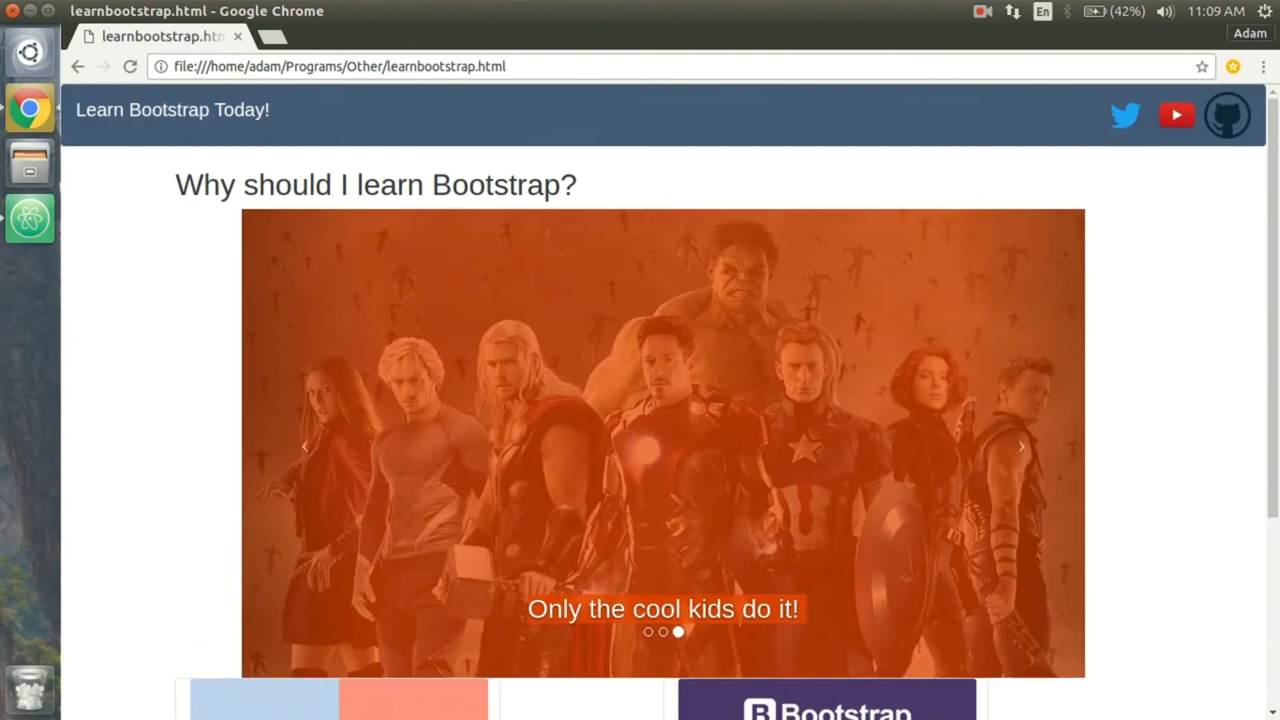 learnbootstrap.html - Google Chrome
En
(42%)
11:09 AM
learnbootstrap.htm
Adam
file:///home/adam/Programs/Other/learnbootstrap.html
Learn Bootstrap Today!
Why should I learn Bootstrap?
Only the cool kids do it!
B Bootstrap